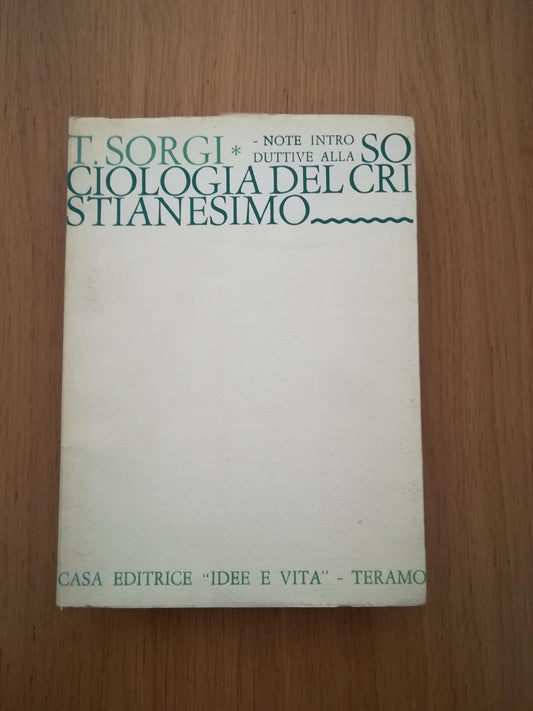 T. SORGI * - NOTE INTRO
DUTTIVE ALLA SO
CIOLOGIA DEL CRI
STIANESIMO
CASA EDITRICE "IDEE E VITA" - TERAMO